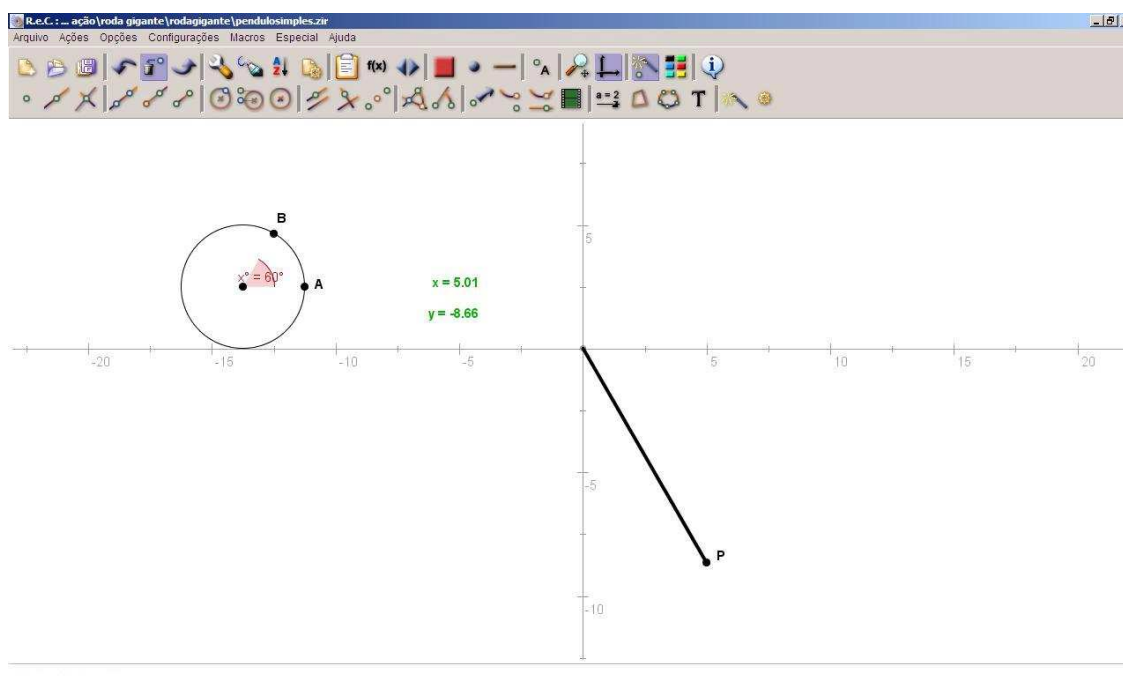 R.e.C. : ... ação\roda gigante\rodagigante\pendulosimples.zir
Arquivo Ações Opções Configurações Macros Especial Ajuda
f(x) °A
a = 2 T
B
5
x° = 60° A x = 5.01
y = -8.66
-20 -15 -10 -5 5 10 15 20
-5
P
-10